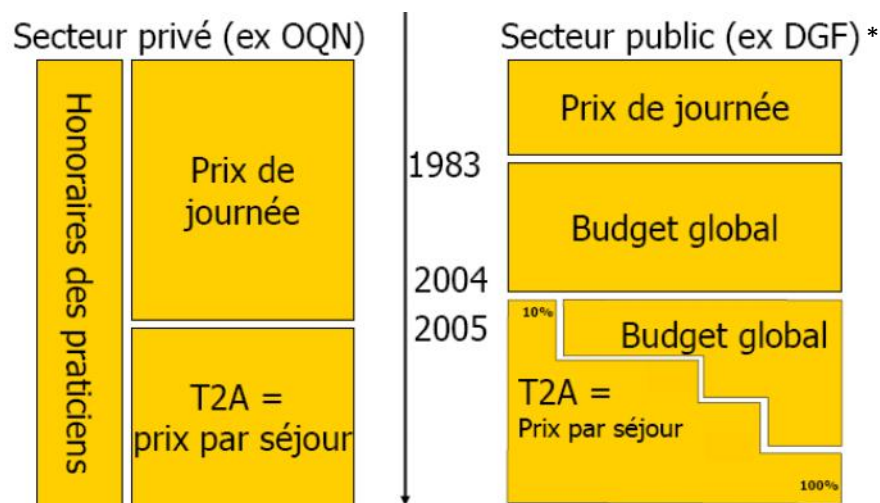 Secteur privé (ex OQN)
Honoraires des praticiens
Prix de
journée
T2A =
prix par séjour
1983
2004
2005
Secteur public (ex DGF) *
Prix de journée
Budget global
10%
Budget global
T2A =
Prix par séjour
100%